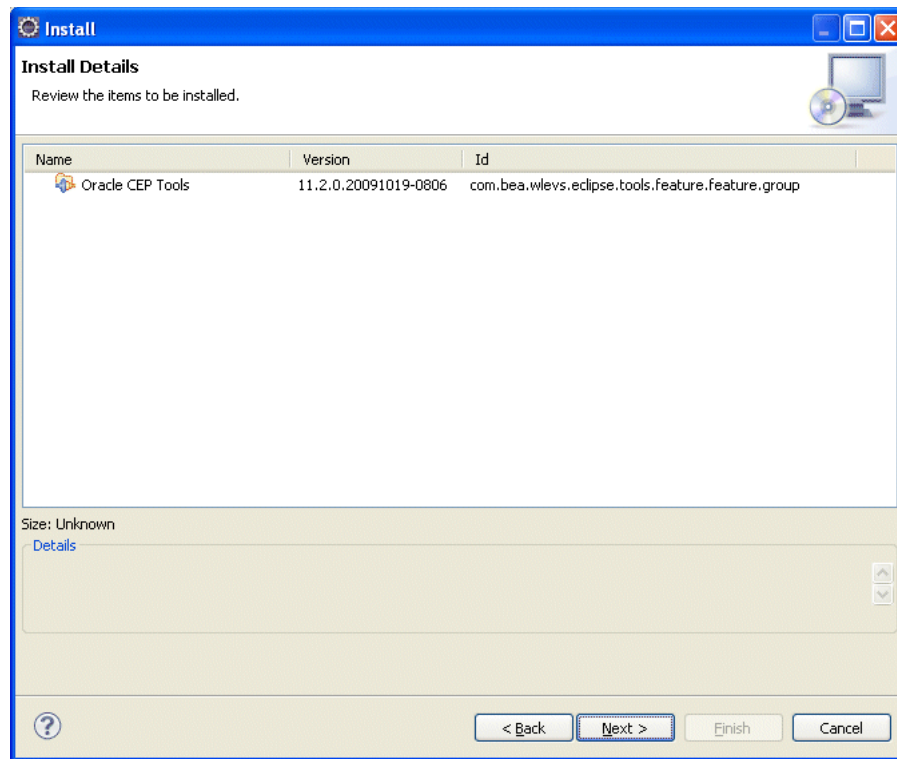 Install
Install Details
Review the items to be installed.
Name Version Id
Oracle CEP Tools 11.2.0.20091019-0806 com.bea.wlevs.eclipse.tools.feature.feature.group
Size: Unknown
Details
? < Back Next > Finish Cancel